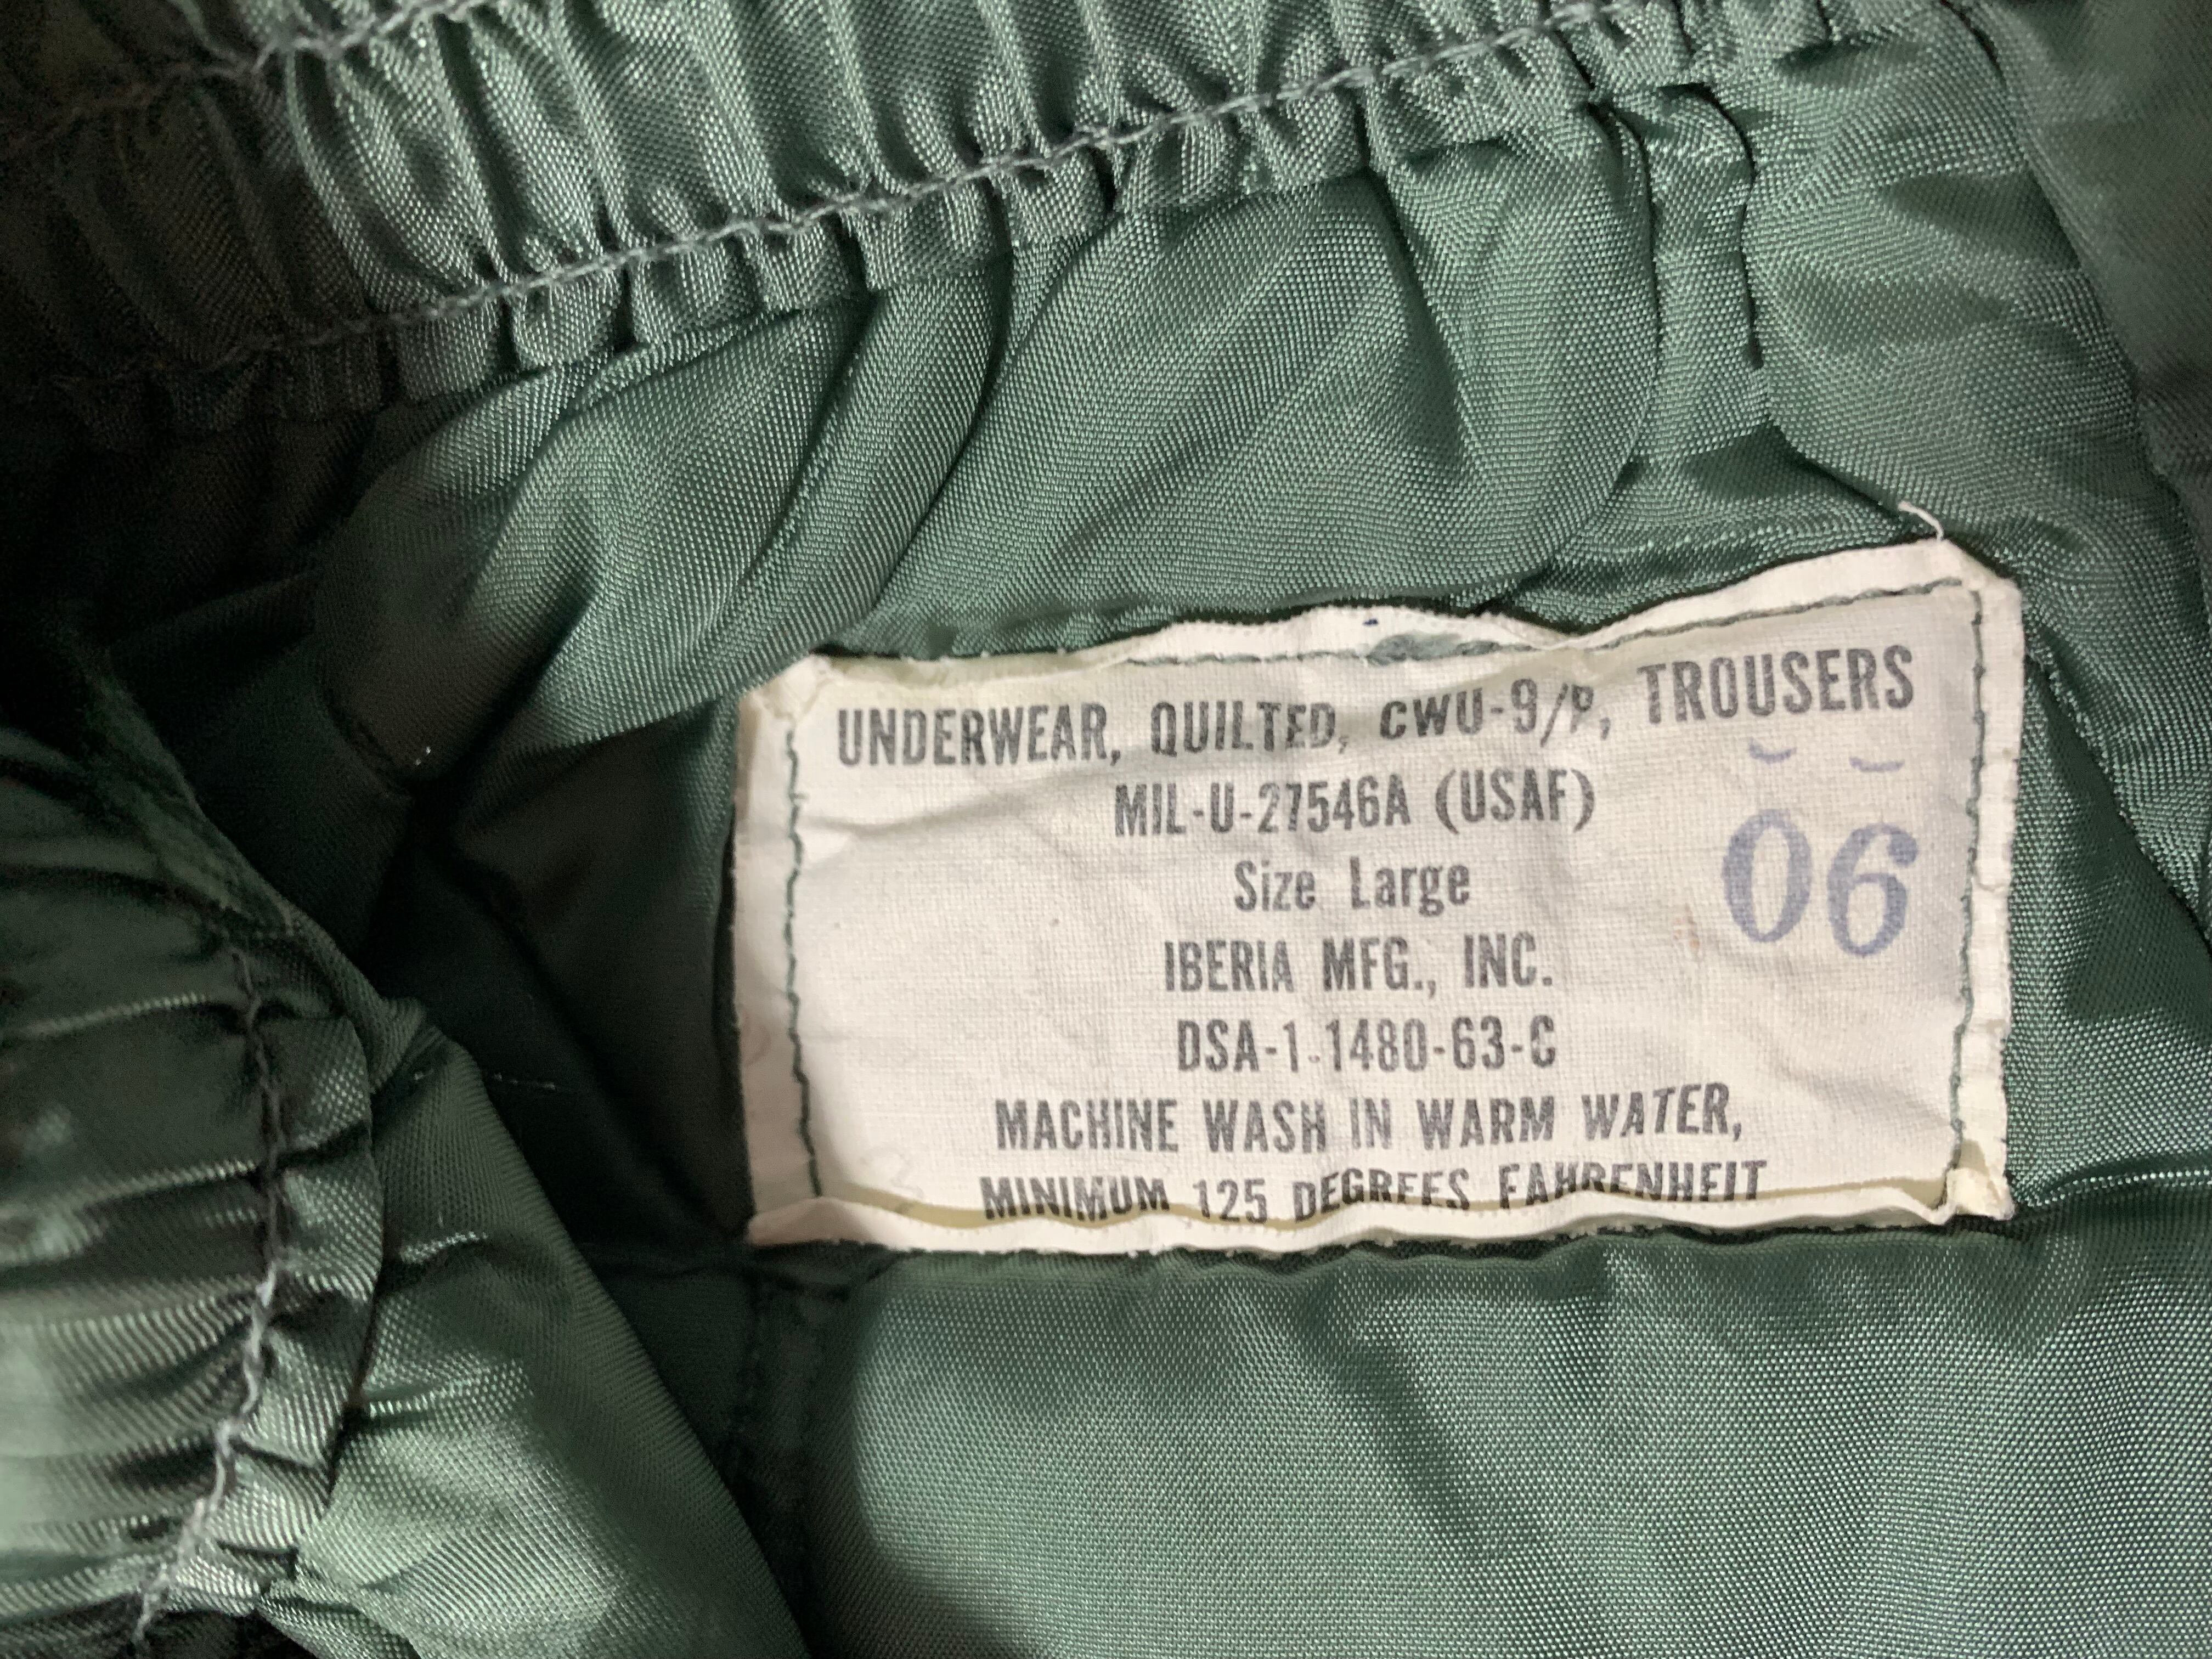 UNDERWEAR, QUILTED, CWU-9/P, TROUSERS
MIL-U-27546A (USAF)
06
Size Large
IBERIA MFG., INC.
DSA-1-1480-63-C
MACHINE WASH IN WARM WATER,
MINIMUM 125 DEGREES FAHRENHEIT